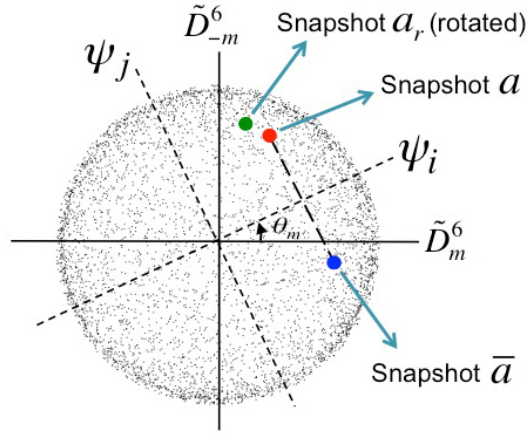 D̃⁶₋ₘ
Snapshot aᵣ (rotated)
Snapshot a
ψⱼ
ψᵢ
θₘ
D̃⁶ₘ
Snapshot a̅